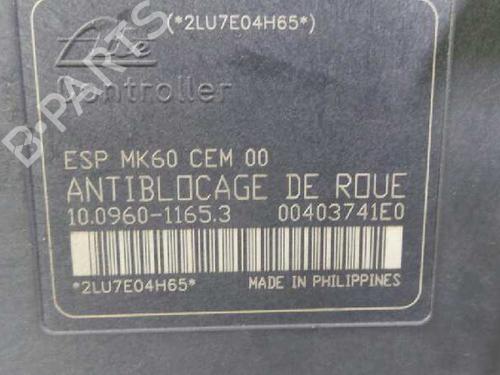 (*2LU7E04H65*)
Ate
Controller
ESP MK60 CEM 00
ANTIBLOCAGE DE ROUE
10.0960-1165.3 00403741E0
*2LU7E04H65* MADE IN PHILIPPINES
B-PARTS